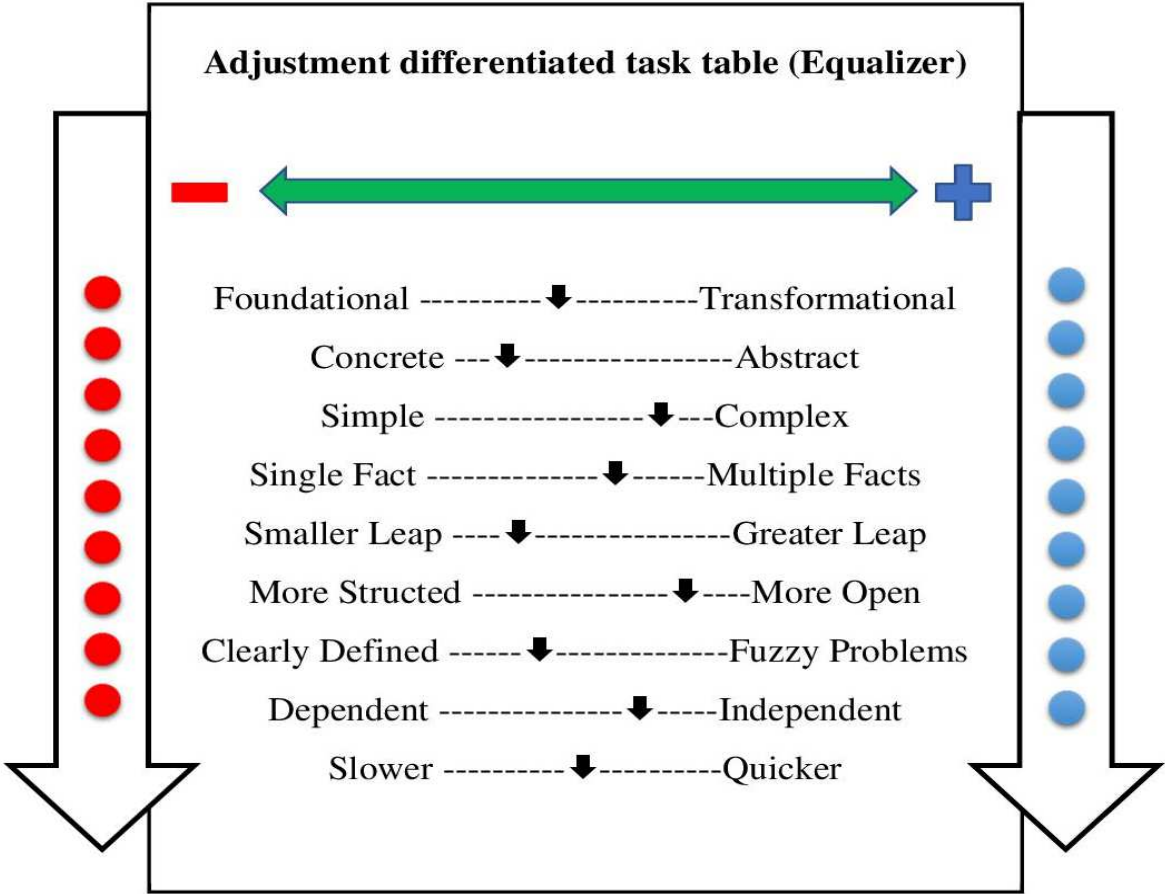 Adjustment differentiated task table (Equalizer)
Foundational ----------⬇----------Transformational
Concrete ---⬇-----------------Abstract
Simple -----------------⬇---Complex
Single Fact --------------⬇------Multiple Facts
Smaller Leap ----⬇----------------Greater Leap
More Structed ----------------⬇----More Open
Clearly Defined ------⬇--------------Fuzzy Problems
Dependent ---------------⬇-----Independent
Slower ----------⬇----------Quicker